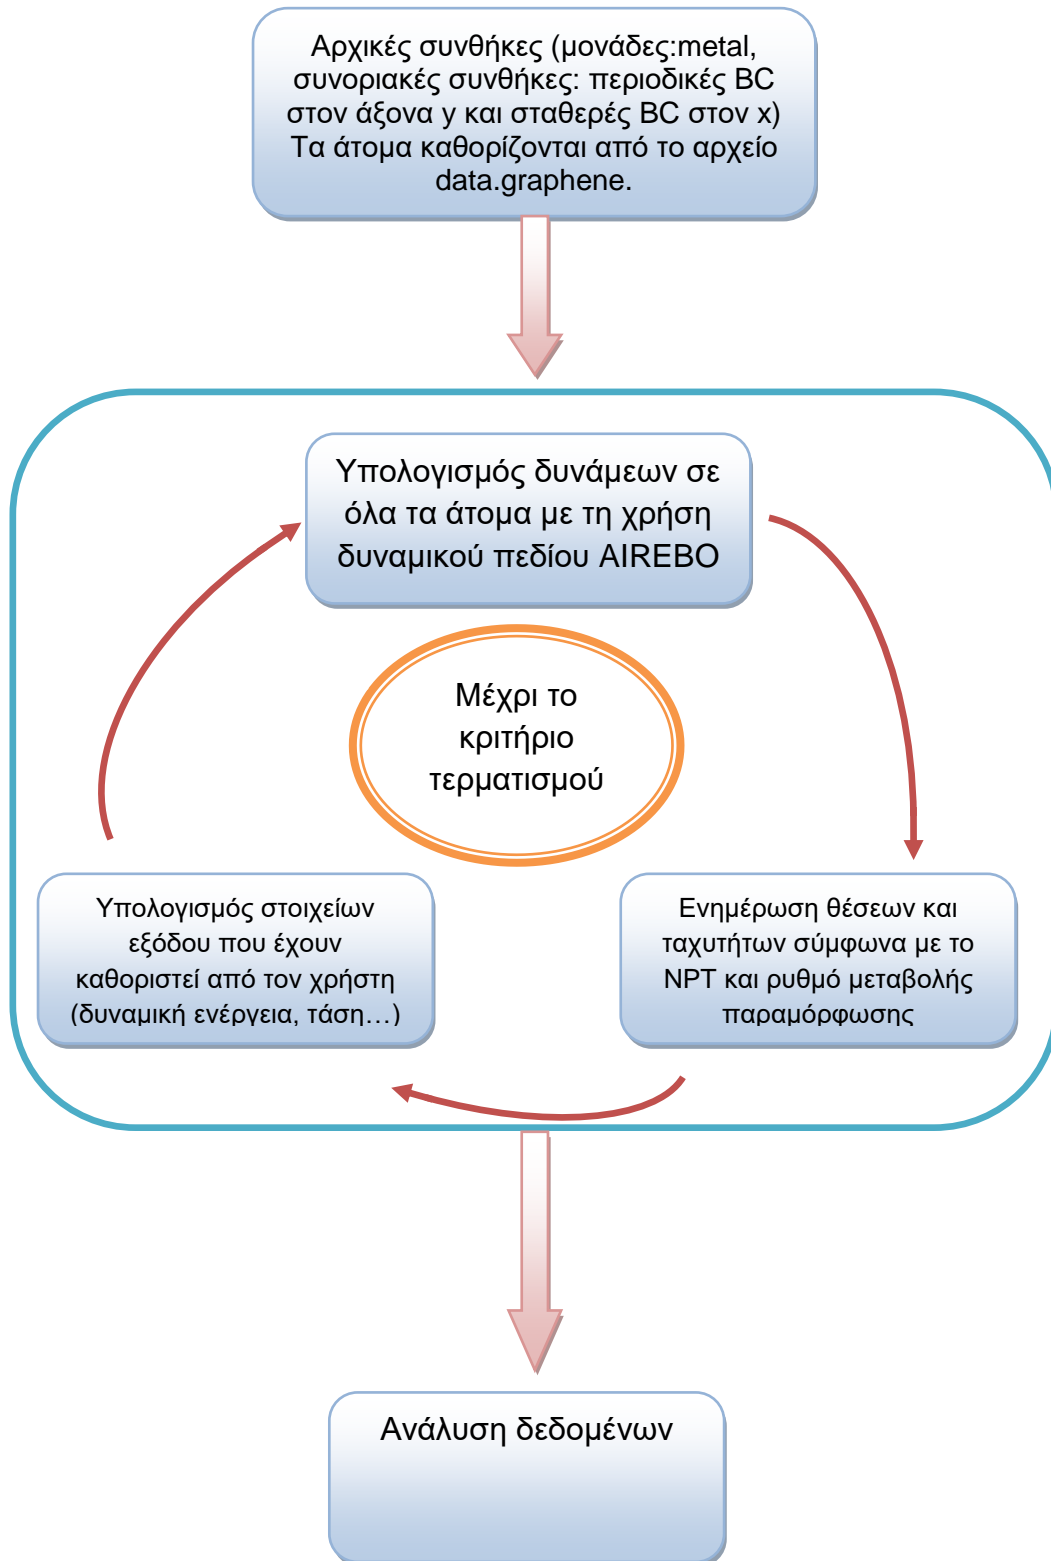 Αρχικές συνθήκες (μονάδες:metal,
συνοριακές συνθήκες: περιοδικές BC
στον άξονα y και σταθερές BC στον x)
Τα άτομα καθορίζονται από το αρχείο
data.graphene.
Υπολογισμός δυνάμεων σε
όλα τα άτομα με τη χρήση
δυναμικού πεδίου AIREBO
Μέχρι το
κριτήριο
τερματισμού
Υπολογισμός στοιχείων
εξόδου που έχουν
καθοριστεί από τον χρήστη
(δυναμική ενέργεια, τάση…)
Ενημέρωση θέσεων και
ταχυτήτων σύμφωνα με το
NPT και ρυθμό μεταβολής
παραμόρφωσης
Ανάλυση δεδομένων